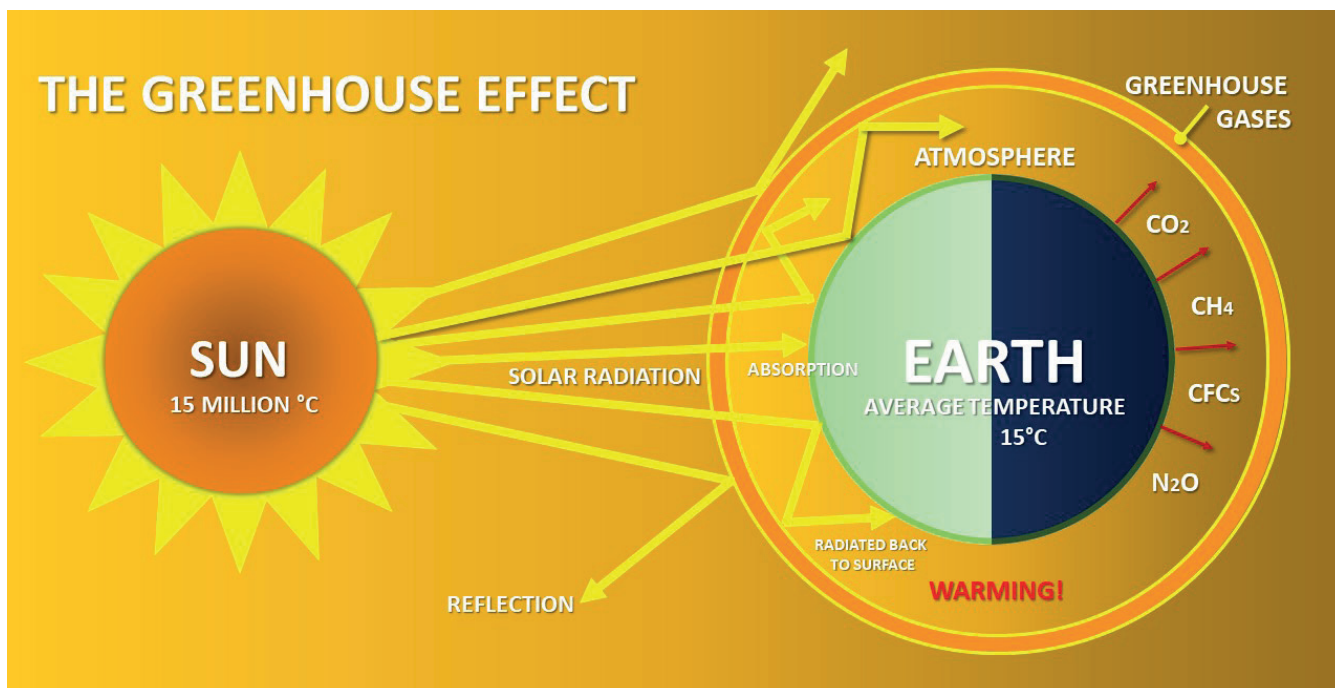 THE GREENHOUSE EFFECT
GREENHOUSE
GASES
ATMOSPHERE
CO2
CH4
CFCs
N2O
SUN
15 MILLION °C
SOLAR RADIATION
ABSORPTION
EARTH
AVERAGE TEMPERATURE
15°C
RADIATED BACK
TO SURFACE
WARMING!
REFLECTION